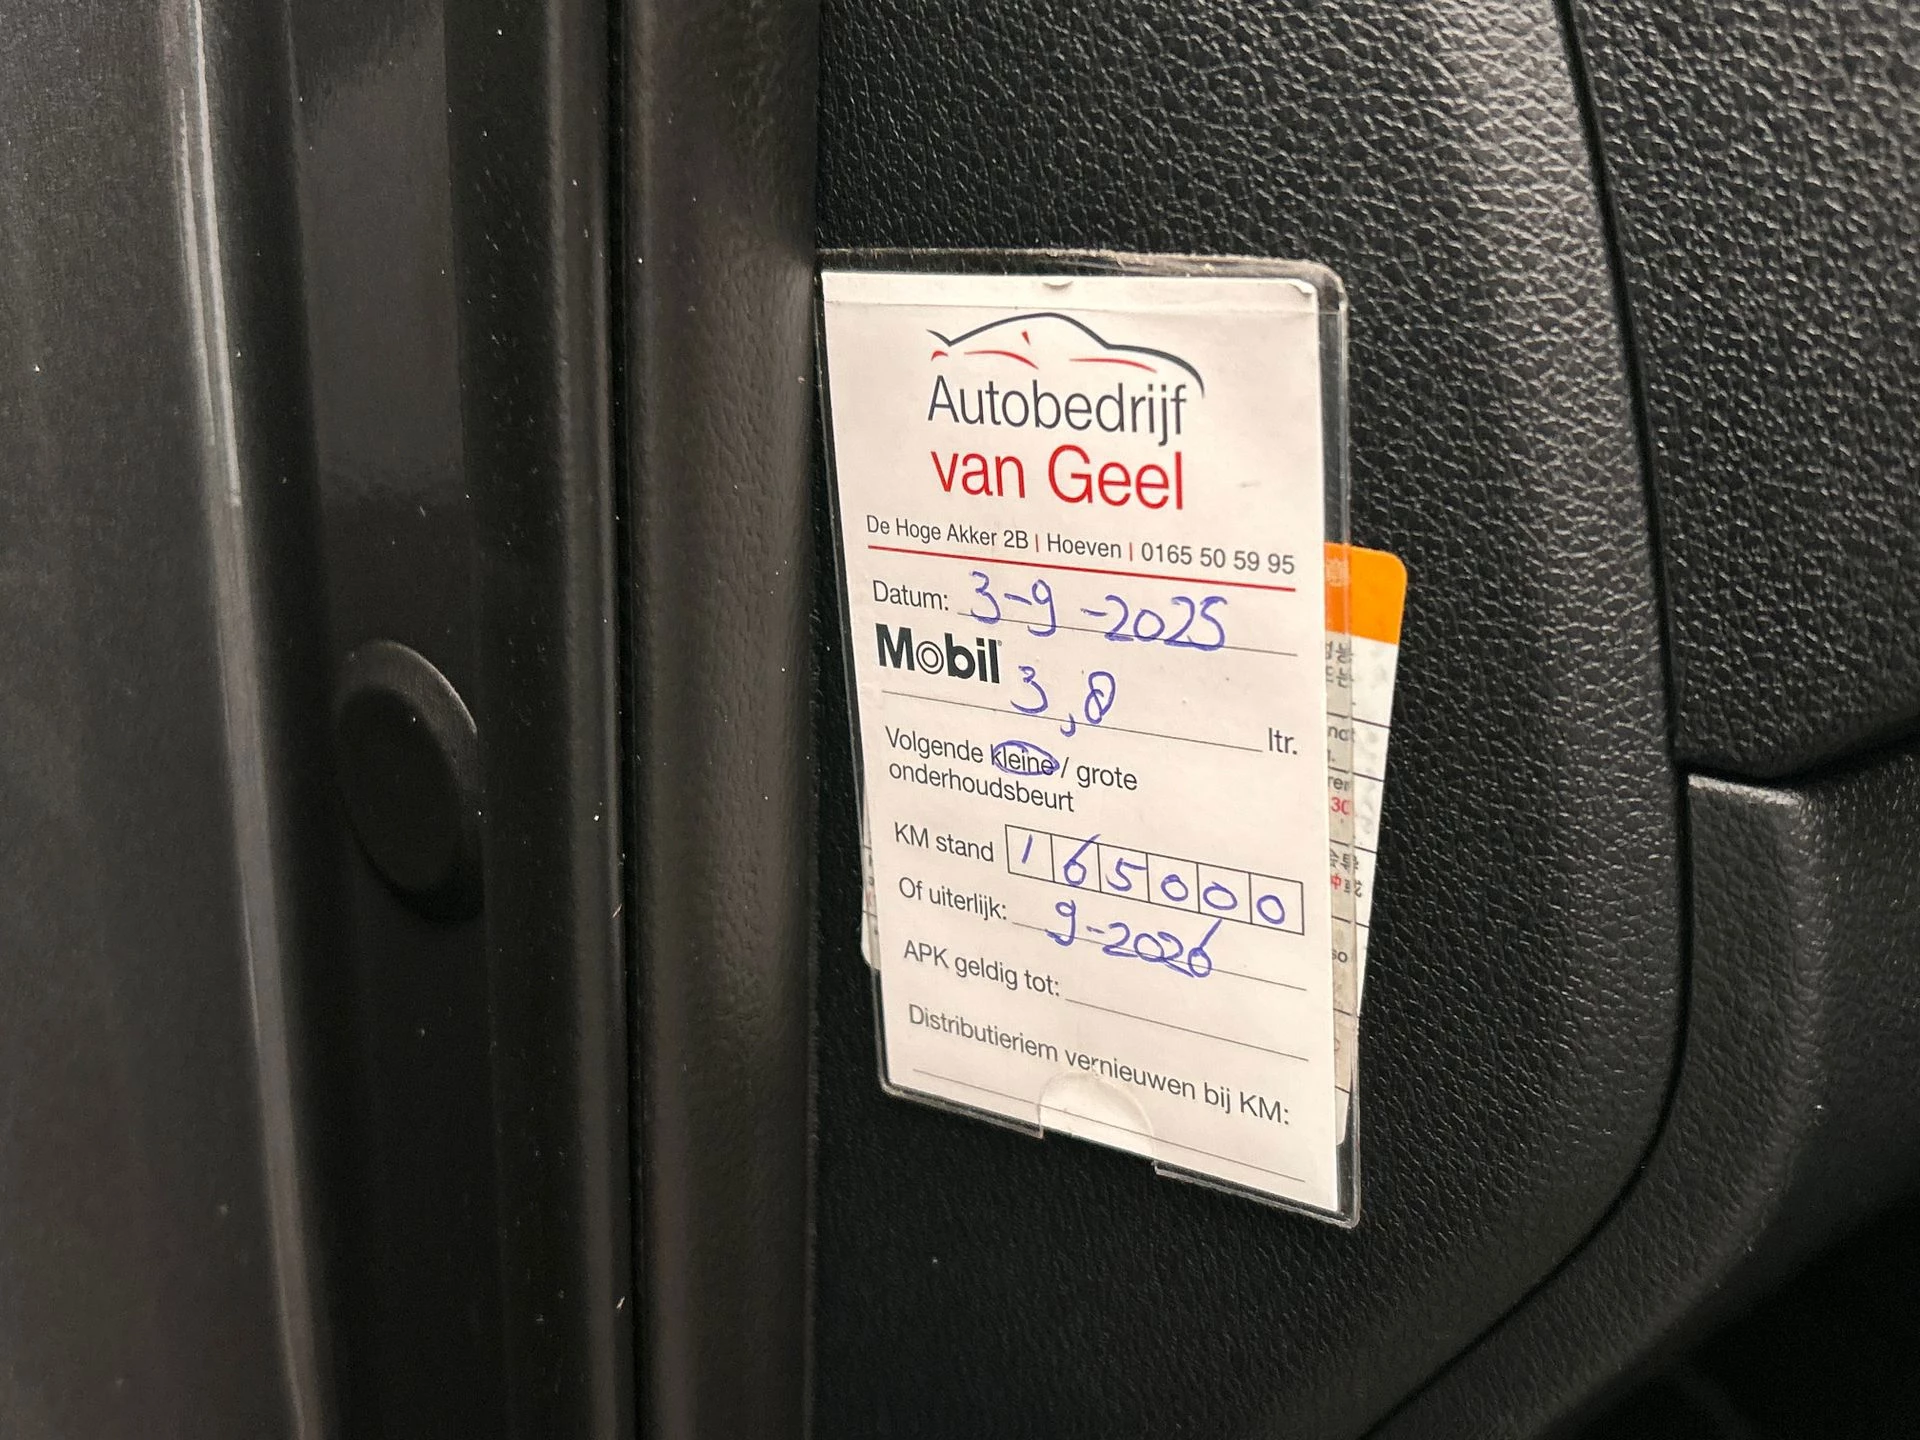 Autobedrijf
van Geel
De Hoge Akker 2B | Hoeven | 0165 50 59 95
Datum: 3-9-2025
Mobil 3,8 ltr.
Volgende kleine / grote
onderhoudsbeurt
KM stand 165000
Of uiterlijk: 9-2026
APK geldig tot:
Distributieriem vernieuwen bij KM:
30
so